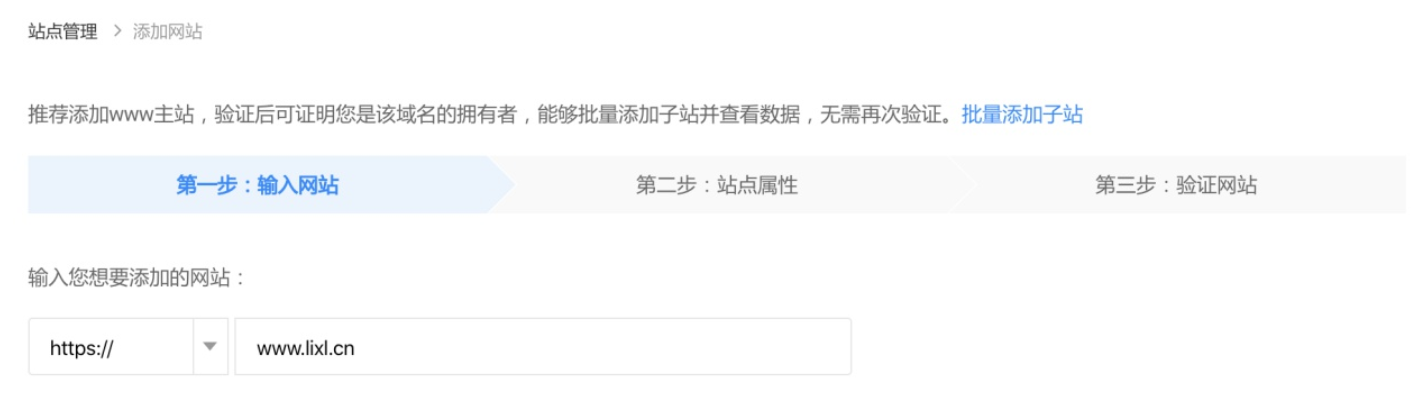 站点管理 > 添加网站
推荐添加www主站，验证后可证明您是该域名的拥有者，能够批量添加子站并查看数据，无需再次验证。批量添加子站
第一步：输入网站 第二步：站点属性 第三步：验证网站
输入您想要添加的网站：
https:// www.lixl.cn